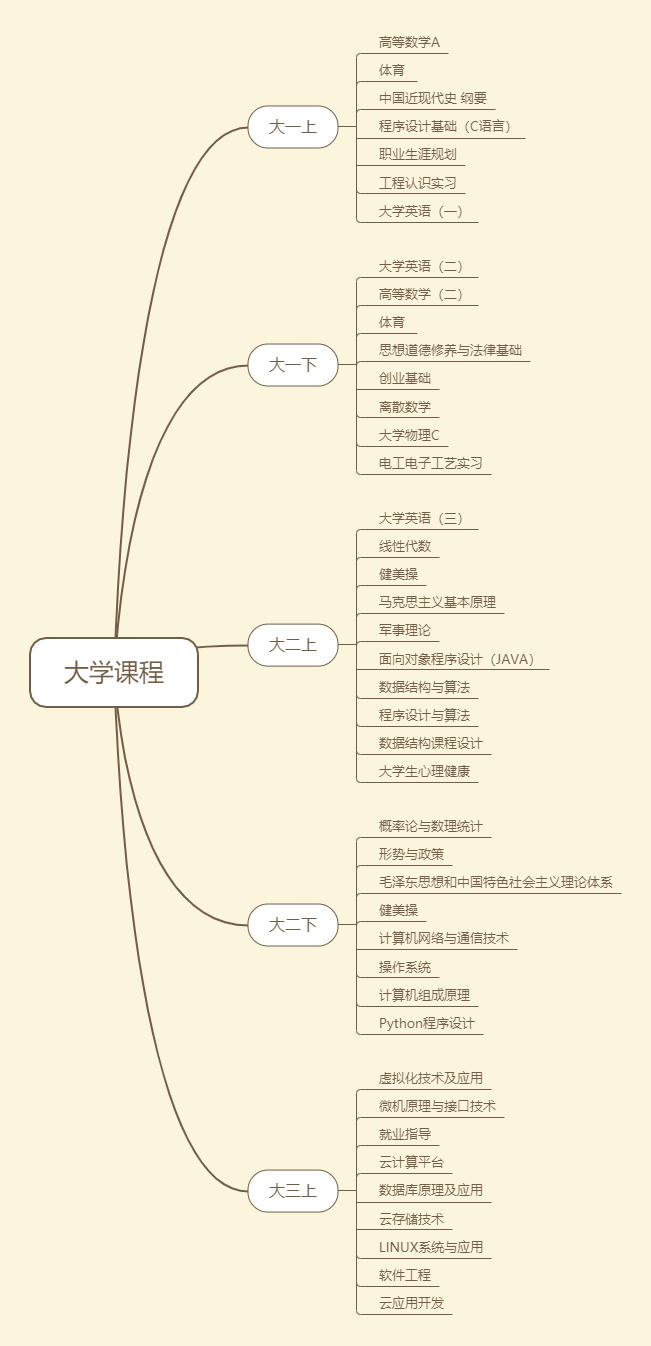 大学课程
大一上
高等数学A
体育
中国近现代史 纲要
程序设计基础（C语言）
职业生涯规划
工程认识实习
大学英语（一）
大一下
大学英语（二）
高等数学（二）
体育
思想道德修养与法律基础
创业基础
离散数学
大学物理C
电工电子工艺实习
大二上
大学英语（三）
线性代数
健美操
马克思主义基本原理
军事理论
面向对象程序设计（JAVA）
数据结构与算法
程序设计与算法
数据结构课程设计
大学生心理健康
大二下
概率论与数理统计
形势与政策
毛泽东思想和中国特色社会主义理论体系
健美操
计算机网络与通信技术
操作系统
计算机组成原理
Python程序设计
大三上
虚拟化技术及应用
微机原理与接口技术
就业指导
云计算平台
数据库原理及应用
云存储技术
LINUX系统与应用
软件工程
云应用开发